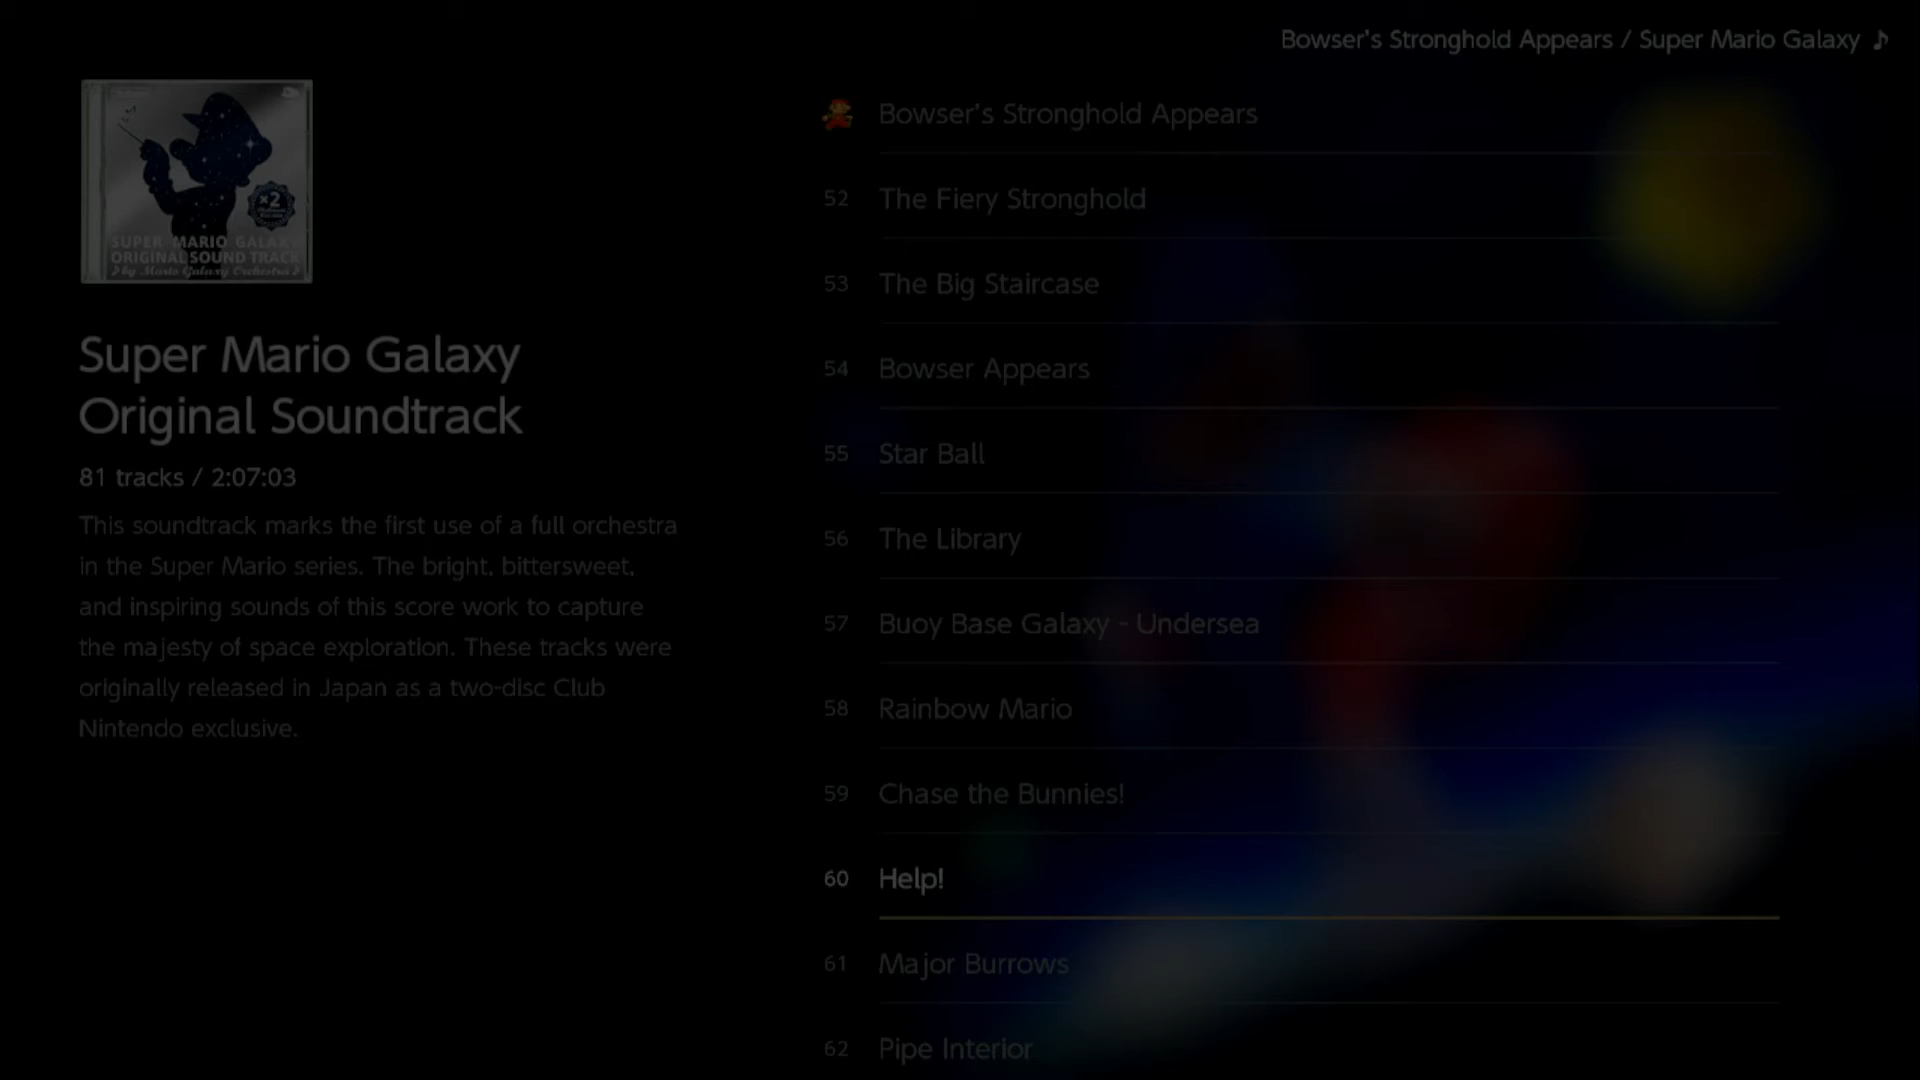 Bowser's Stronghold Appears / Super Mario Galaxy ♪
×2
SUPER MARIO GALAXY
ORIGINAL SOUND TRACK
♪by Mario Galaxy Orchestra♪
Super Mario Galaxy
Original Soundtrack
81 tracks / 2:07:03
This soundtrack marks the first use of a full orchestra
in the Super Mario series. The bright, bittersweet,
and inspiring sounds of this score work to capture
the majesty of space exploration. These tracks were
originally released in Japan as a two-disc Club
Nintendo exclusive.
Bowser's Stronghold Appears
52 The Fiery Stronghold
53 The Big Staircase
54 Bowser Appears
55 Star Ball
56 The Library
57 Buoy Base Galaxy - Undersea
58 Rainbow Mario
59 Chase the Bunnies!
60 Help!
61 Major Burrows
62 Pipe Interior